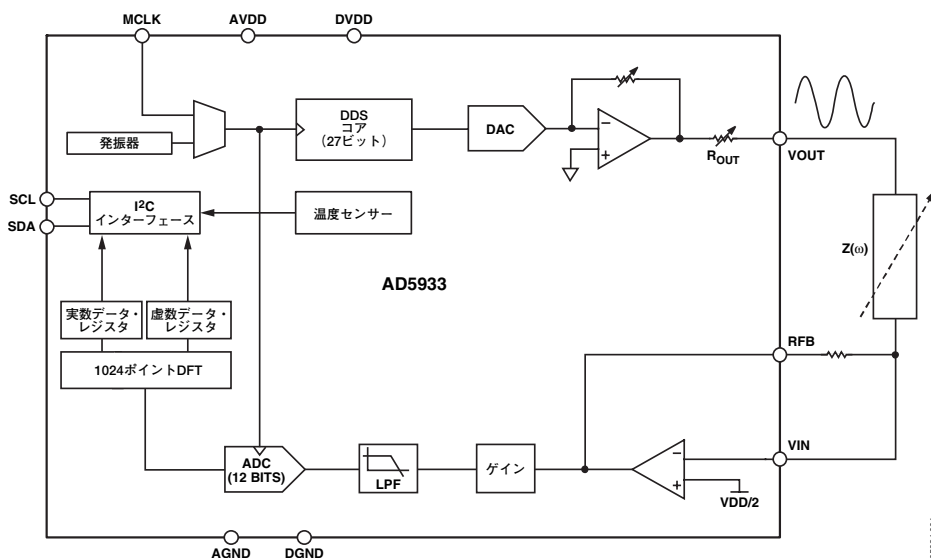 MCLK
AVDD
DVDD
発振器
DDS
コア
(27ビット)
DAC
ROUT
VOUT
SCL
SDA
I2C
インターフェース
温度センサー
Z(ω)
AD5933
実数データ・
レジスタ
虚数データ・
レジスタ
1024ポイントDFT
RFB
ADC
(12 BITS)
LPF
ゲイン
VDD/2
VIN
AGND
DGND